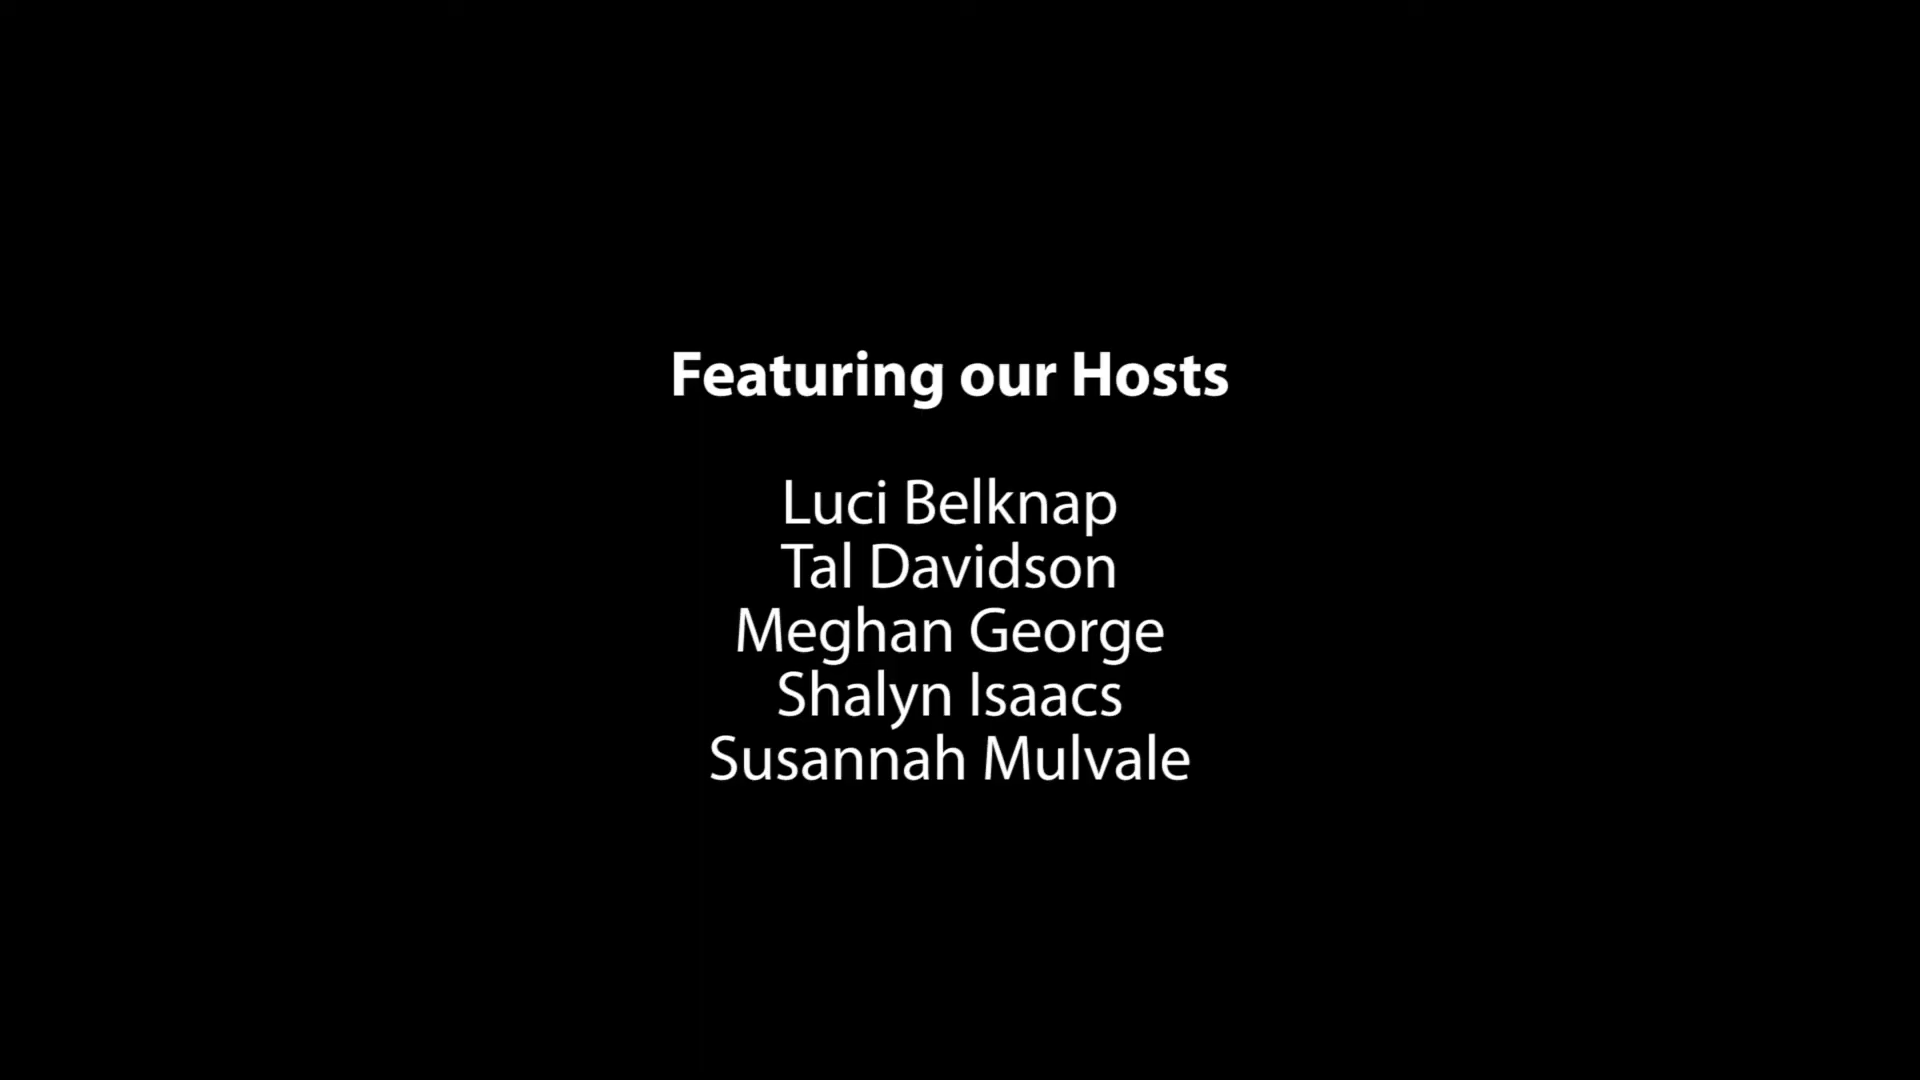 Featuring our Hosts
Luci Belknap
Tal Davidson
Meghan George
Shalyn Isaacs
Susannah Mulvale